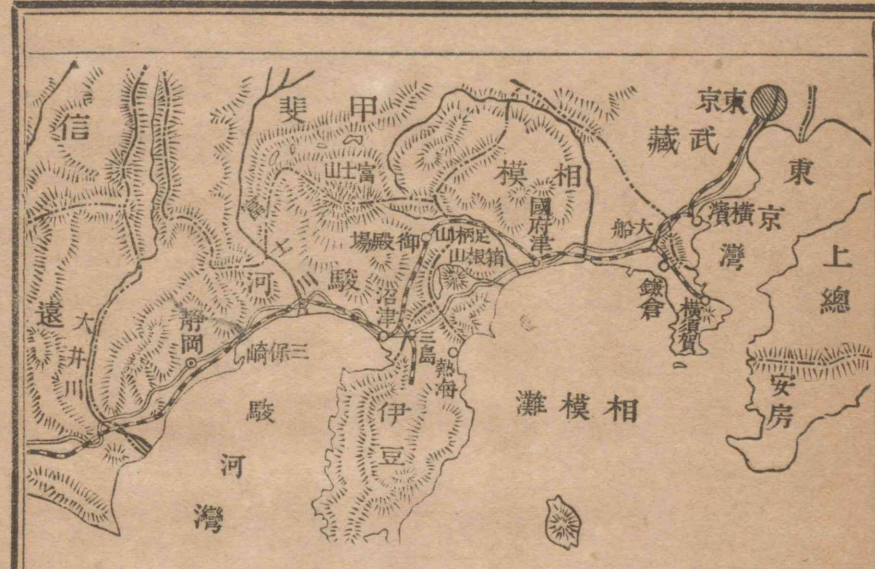 東京
武藏
東京灣
上總
安房
橫濱
大船
鎌倉
橫須賀
相模
國府津
足柄山
箱根山
御殿場
甲斐
富士山
富士川
駿河
沼津
三島
熱海
伊豆
相模灘
信
遠
大井川
靜岡
三保崎
駿河灣